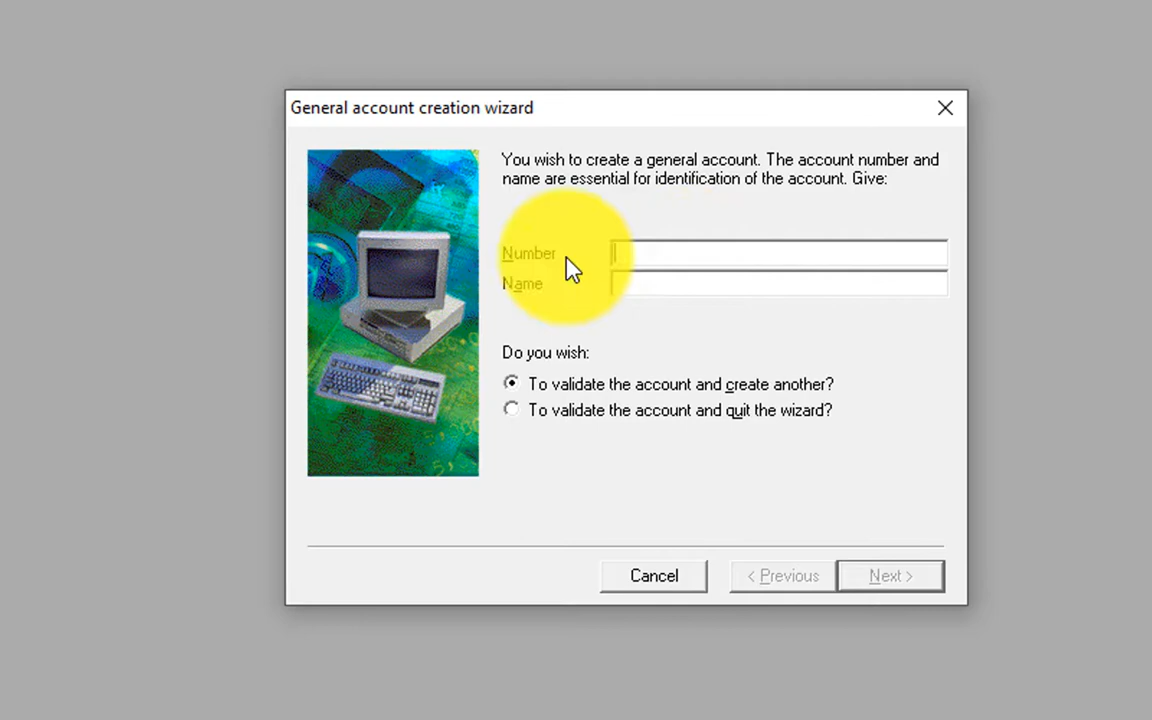 General account creation wizard
You wish to create a general account. The account number and
name are essential for identification of the account. Give:
Number
Name
Do you wish:
To validate the account and create another?
To validate the account and quit the wizard?
Cancel
< Previous
Next >